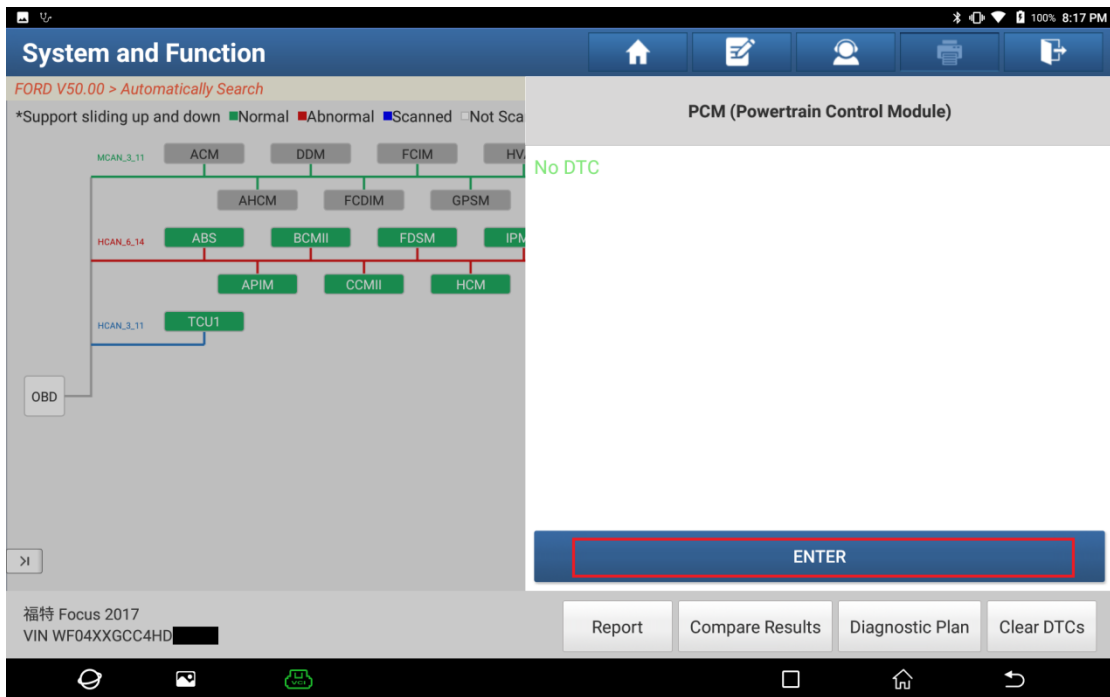 100% 8:17 PM
System and Function
FORD V50.00 > Automatically Search
*Support sliding up and down Normal Abnormal Scanned Not Sca
PCM (Powertrain Control Module)
No DTC
MCAN_3_11 ACM DDM FCIM HV
AHCM FCDIM GPSM
HCAN_6_14 ABS BCMII FDSM IPM
APIM CCMII HCM
HCAN_3_11 TCU1
OBD
ENTER
福特 Focus 2017
VIN WF04XXGCC4HD
Report Compare Results Diagnostic Plan Clear DTCs
VCI